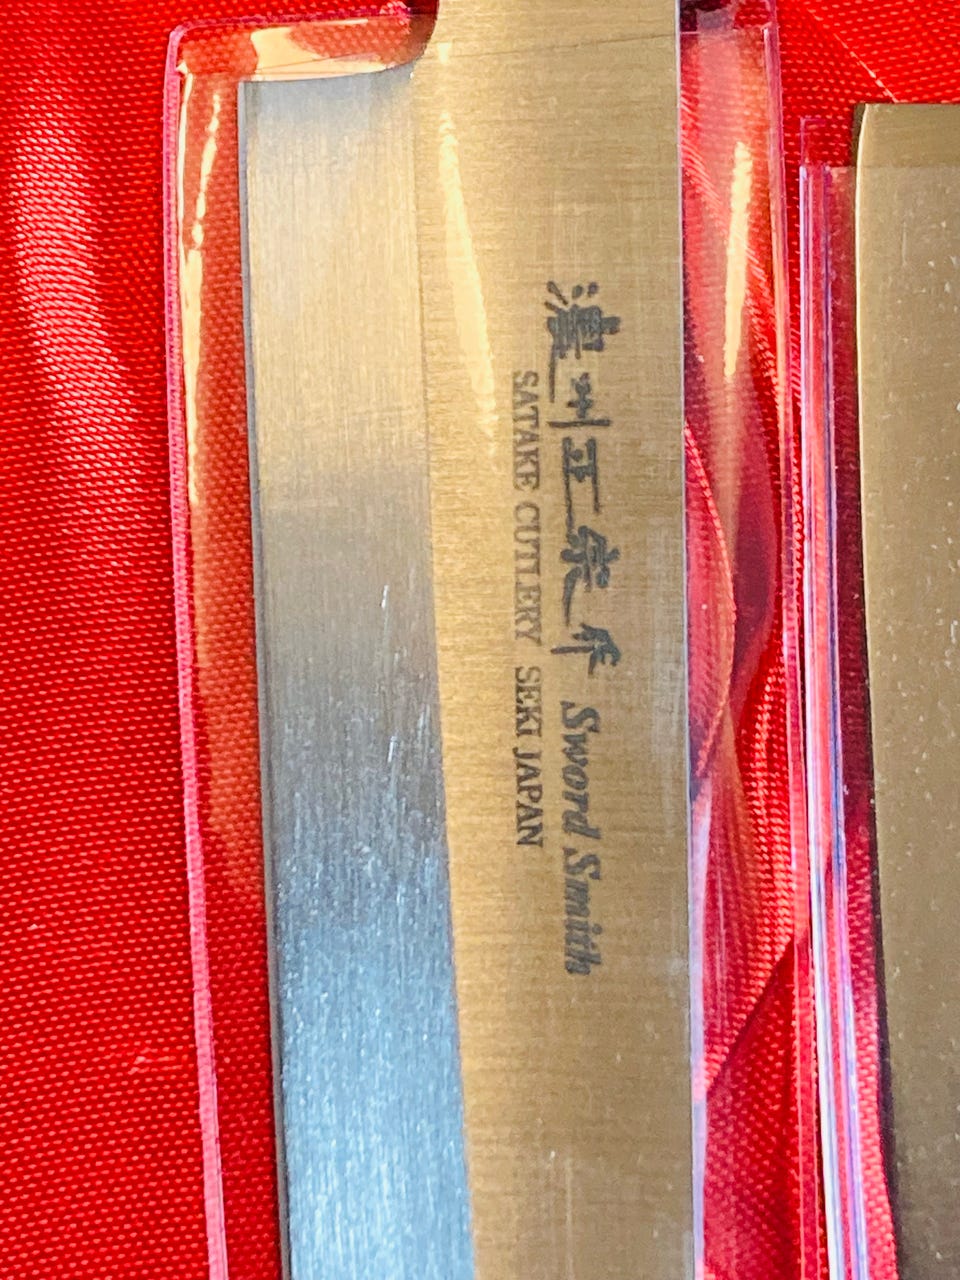 濃州正宗作 Sword Smith
SATAKE CUTLERY SEKI JAPAN